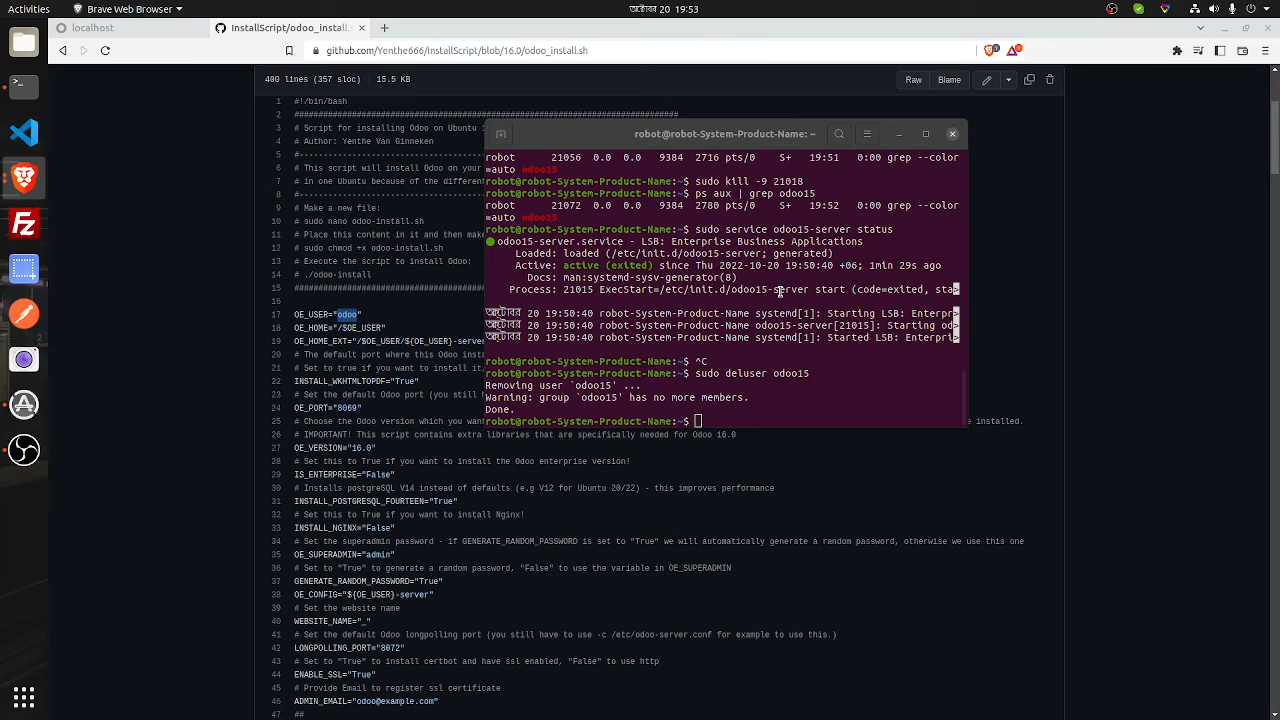 Activities
Brave Web Browser
অক্টোবর 20 19:53
localhost
InstallScript/odoo_install.
github.com/Yenthe666/InstallScript/blob/16.0/odoo_install.sh
400 lines (357 sloc) 15.5 KB
Raw Blame
1 #!/bin/bash
2 ################################################################################
3 # Script for installing Odoo on Ubuntu 1
4 # Author: Yenthe Van Ginneken
5 #-------------------------------
6 # This script will install Odoo on your
7 # in one Ubuntu because of the different
8 #-------------------------------
9 # Make a new file:
10 # sudo nano odoo-install.sh
11 # Place this content in it and then make
12 # sudo chmod +x odoo-install.sh
13 # Execute the script to install Odoo:
14 # ./odoo-install
15 ################################################################################
16
17 OE_USER="odoo"
18 OE_HOME="/$OE_USER"
19 OE_HOME_EXT="/$OE_USER/${OE_USER}-server
20 # The default port where this Odoo insta
21 # Set to true if you want to install it,
22 INSTALL_WKHTMLTOPDF="True"
23 # Set the default Odoo port (you still h
24 OE_PORT="8069"
25 # Choose the Odoo version which you want e installed.
26 # IMPORTANT! This script contains extra libraries that are specifically needed for Odoo 16.0
27 OE_VERSION="16.0"
28 # Set this to True if you want to install the Odoo enterprise version!
29 IS_ENTERPRISE="False"
30 # Installs postgreSQL V14 instead of defaults (e.g V12 for Ubuntu 20/22) - this improves performance
31 INSTALL_POSTGRESQL_FOURTEEN="True"
32 # Set this to True if you want to install Nginx!
33 INSTALL_NGINX="False"
34 # Set the superadmin password - if GENERATE_RANDOM_PASSWORD is set to "True" we will automatically generate a random password, otherwise we use this one
35 OE_SUPERADMIN="admin"
36 # Set to "True" to generate a random password, "False" to use the variable in OE_SUPERADMIN
37 GENERATE_RANDOM_PASSWORD="True"
38 OE_CONFIG="${OE_USER}-server"
39 # Set the website name
40 WEBSITE_NAME="_"
41 # Set the default Odoo longpolling port (you still have to use -c /etc/odoo-server.conf for example to use this.)
42 LONGPOLLING_PORT="8072"
43 # Set to "True" to install certbot and have ssl enabled, "False" to use http
44 ENABLE_SSL="True"
45 # Provide Email to register ssl certificate
46 ADMIN_EMAIL="odoo@example.com"
47 ##
robot@robot-System-Product-Name: ~
robot 21056 0.0 0.0 9384 2716 pts/0 S+ 19:51 0:00 grep --color
=auto odoo15
robot@robot-System-Product-Name:~$ sudo kill -9 21018
robot@robot-System-Product-Name:~$ ps aux | grep odoo15
robot 21072 0.0 0.0 9384 2780 pts/0 S+ 19:52 0:00 grep --color
=auto odoo15
robot@robot-System-Product-Name:~$ sudo service odoo15-server status
odoo15-server.service - LSB: Enterprise Business Applications
Loaded: loaded (/etc/init.d/odoo15-server; generated)
Active: active (exited) since Thu 2022-10-20 19:50:40 +06; 1min 29s ago
Docs: man:systemd-sysv-generator(8)
Process: 21015 ExecStart=/etc/init.d/odoo15-server start (code=exited, sta>
অক্টোবর 20 19:50:40 robot-System-Product-Name systemd[1]: Starting LSB: Enterpr>
অক্টোবর 20 19:50:40 robot-System-Product-Name odoo15-server[21015]: Starting od>
অক্টোবর 20 19:50:40 robot-System-Product-Name systemd[1]: Started LSB: Enterpri>
robot@robot-System-Product-Name:~$ ^C
robot@robot-System-Product-Name:~$ sudo deluser odoo15
Removing user `odoo15' ...
Warning: group `odoo15' has no more members.
Done.
robot@robot-System-Product-Name:~$